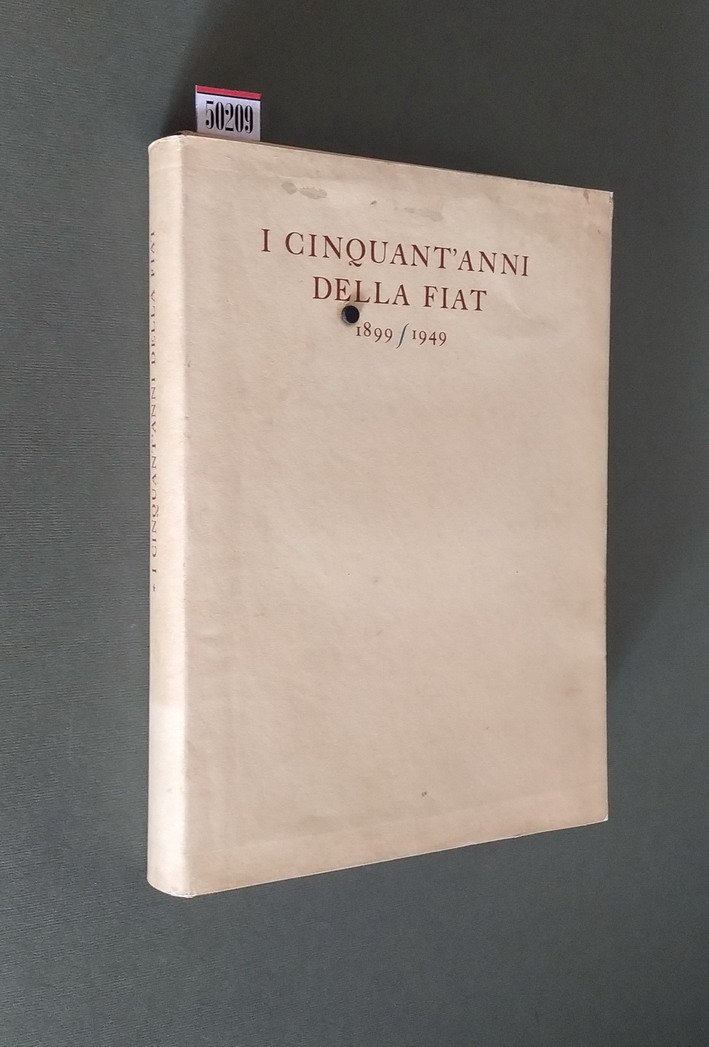 50209
I CINQUANT'ANNI
DELLA FIAT
1899 / 1949
* I CINQUANT'ANNI DELLA FIAT